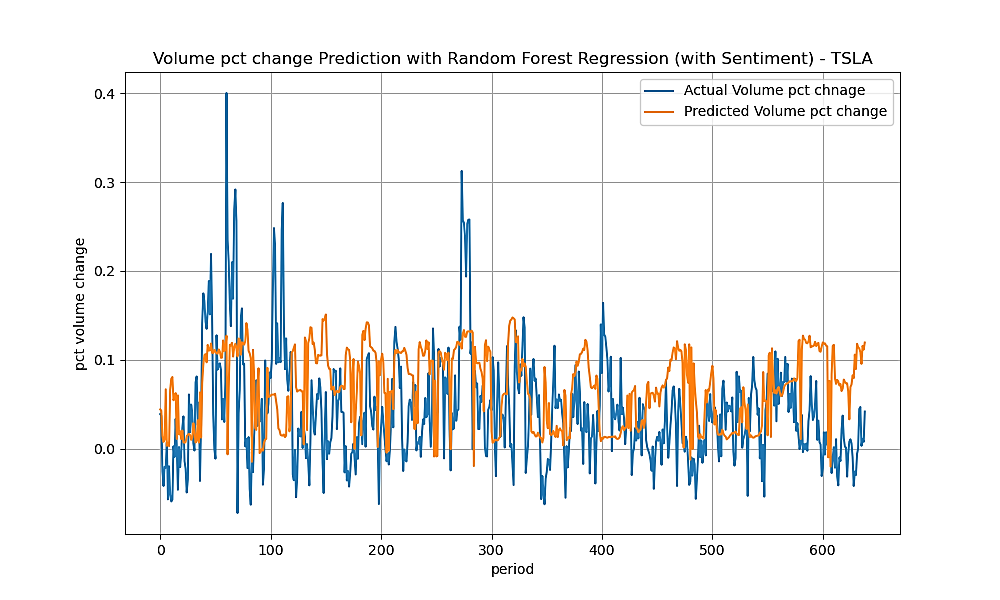 Volume pct change Prediction with Random Forest Regression (with Sentiment) - TSLA
Actual Volume pct chnage
Predicted Volume pct change
pct volume change
0.4
0.3
0.2
0.1
0.0
0 100 200 300 400 500 600
period